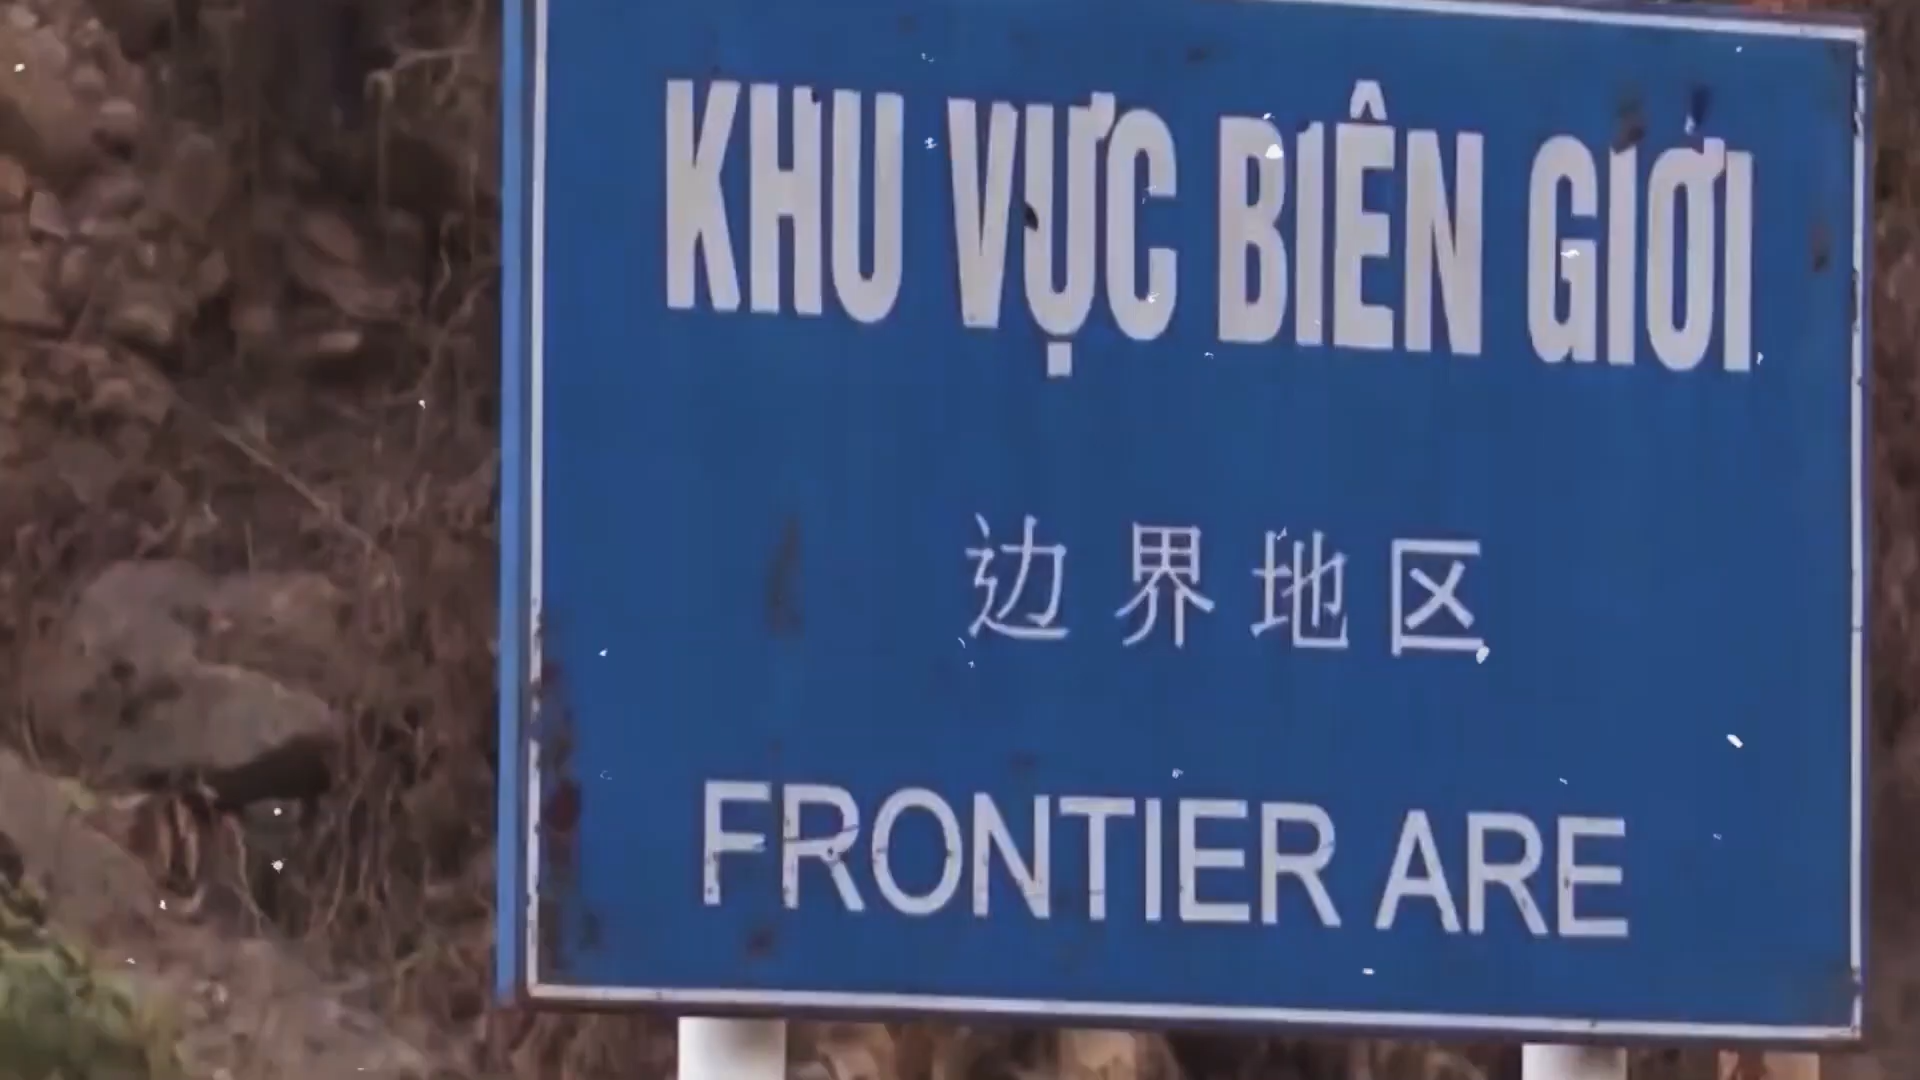 KHU VỰC BIÊN GIỚI
边界地区
FRONTIER ARE